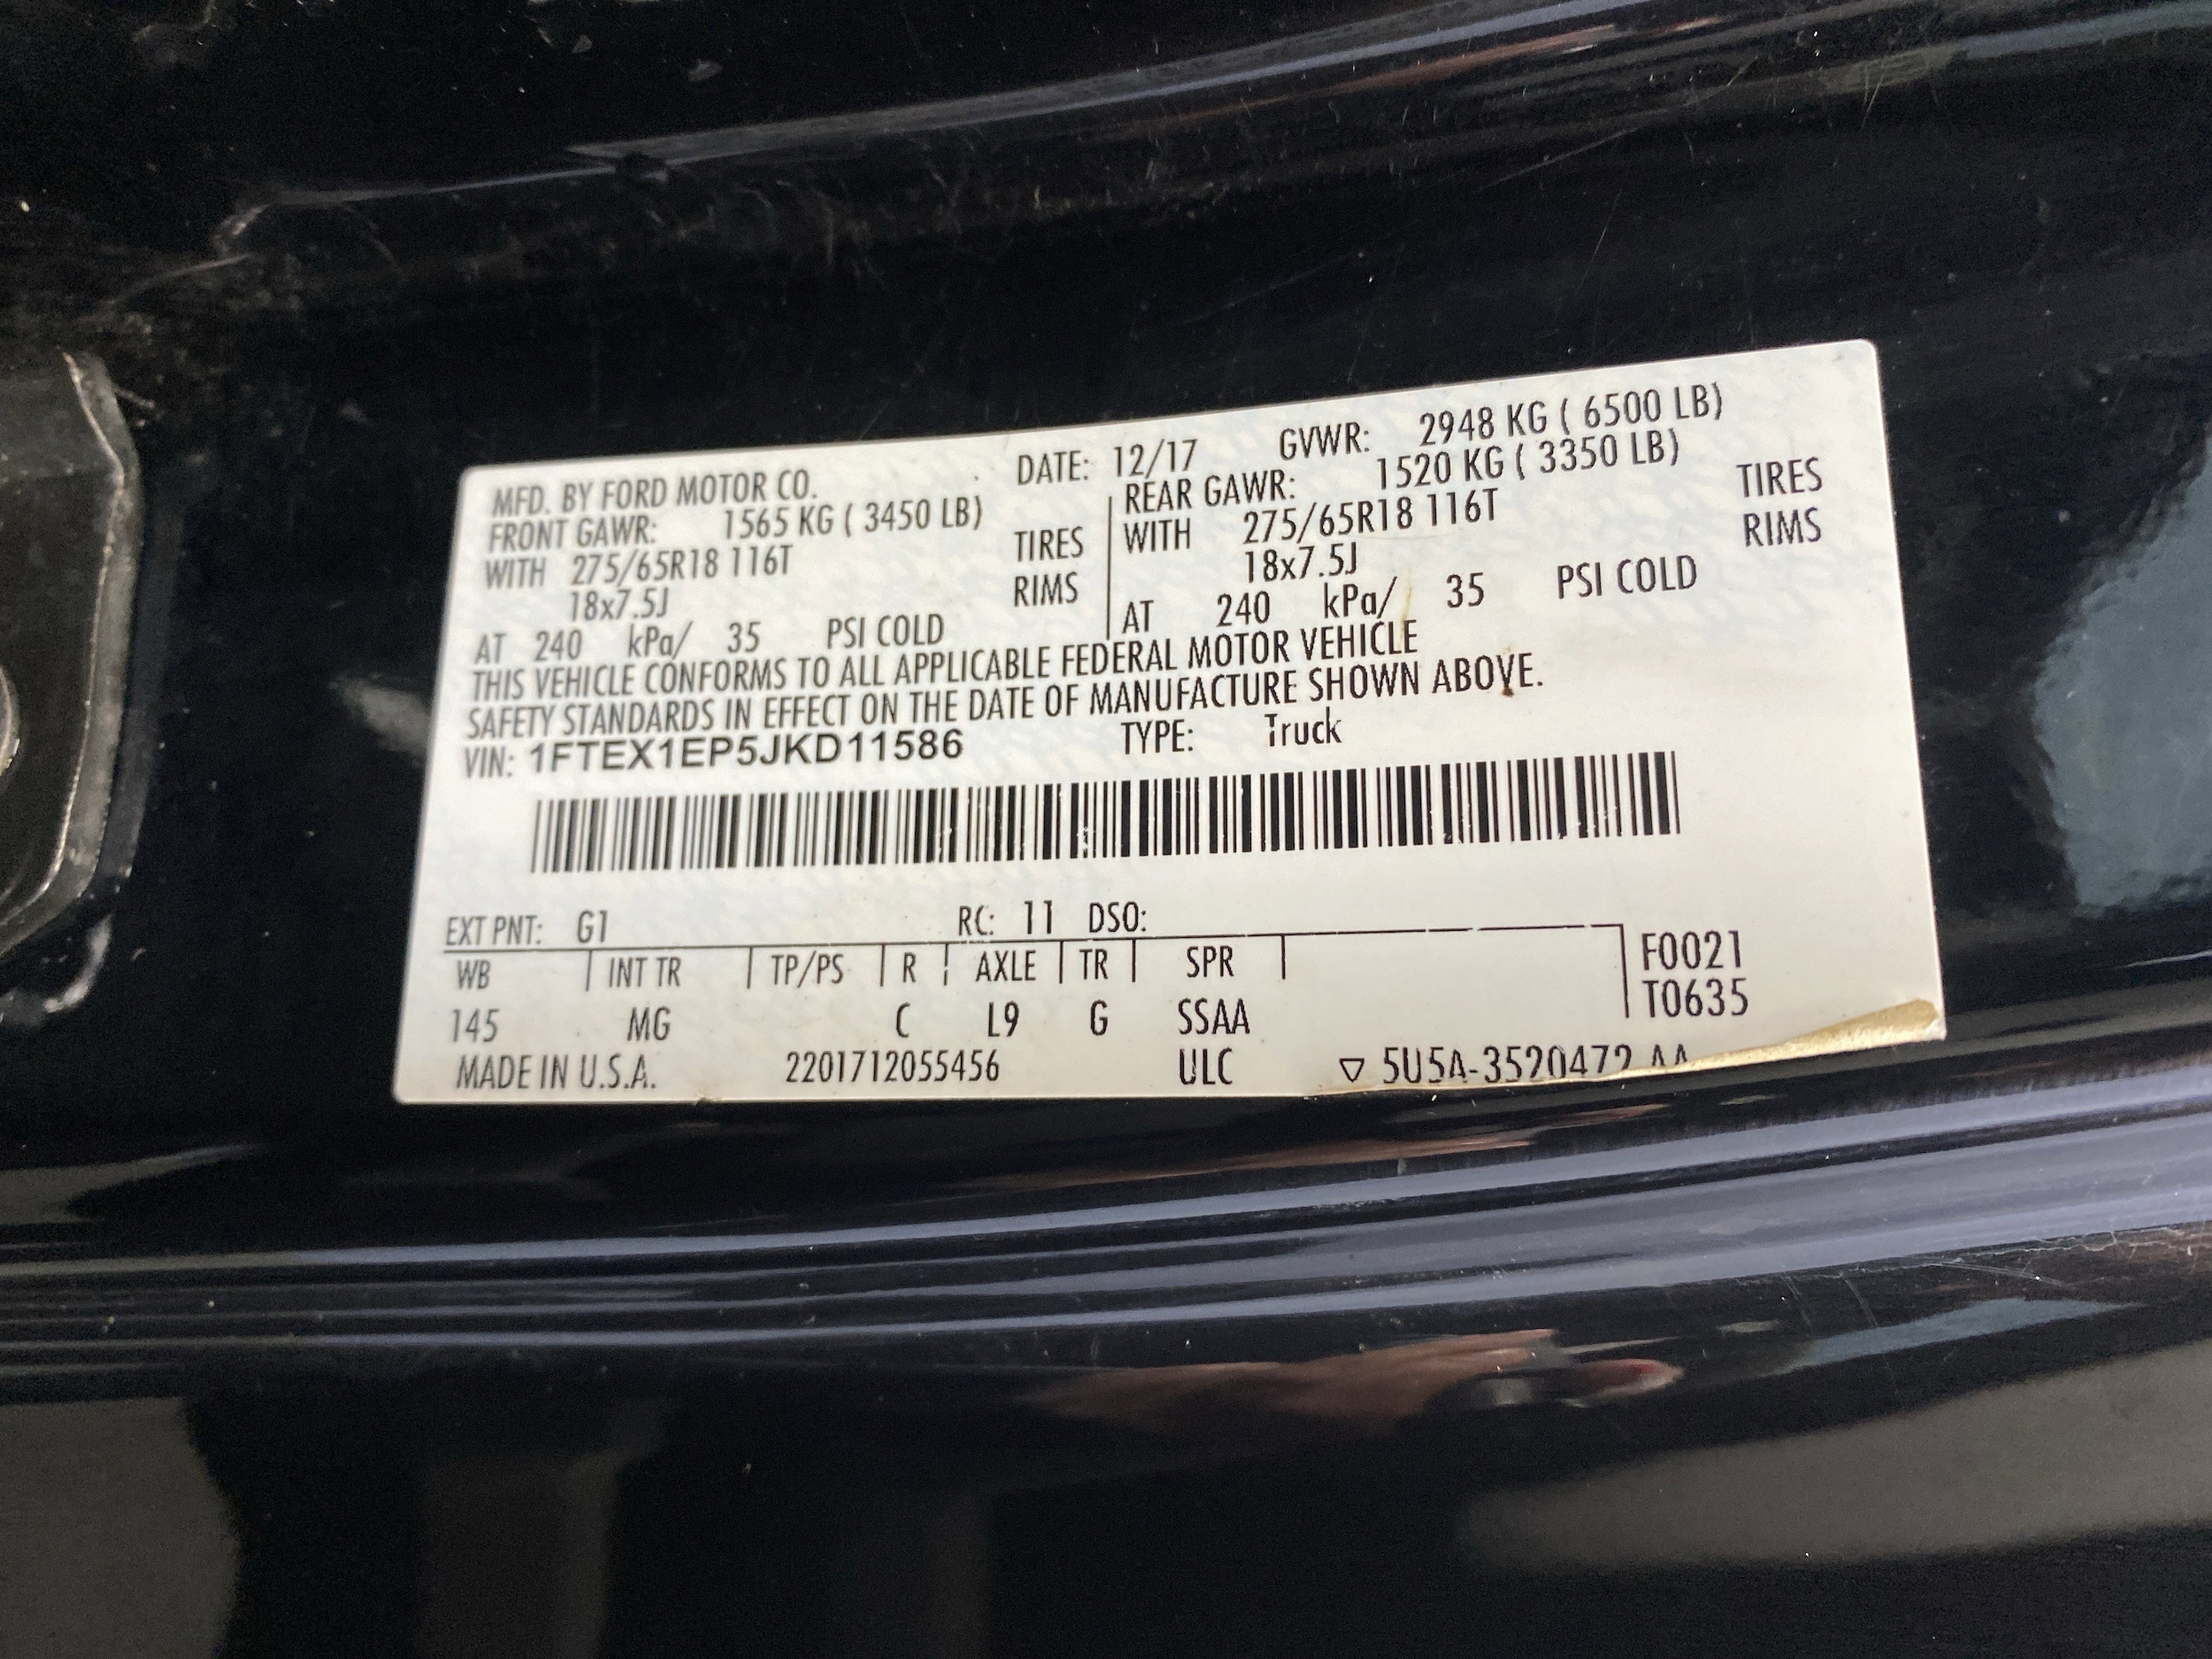 MFD. BY FORD MOTOR CO. DATE: 12/17 GVWR: 2948 KG ( 6500 LB)
FRONT GAWR: 1565 KG ( 3450 LB) REAR GAWR: 1520 KG ( 3350 LB)
WITH 275/65R18 116T TIRES WITH 275/65R18 116T TIRES
18x7.5J RIMS 18x7.5J RIMS
AT 240 kPa/ 35 PSI COLD AT 240 kPa/ 35 PSI COLD
THIS VEHICLE CONFORMS TO ALL APPLICABLE FEDERAL MOTOR VEHICLE
SAFETY STANDARDS IN EFFECT ON THE DATE OF MANUFACTURE SHOWN ABOVE.
VIN: 1FTEX1EP5JKD11586 TYPE: Truck
EXT PNT: G1 RC: 11 DSO:
WB INT TR TP/PS R AXLE TR SPR F0021
145 MG C L9 G SSAA T0635
MADE IN U.S.A. 2201712055456 ULC ▽ 5U5A-3520472 AA